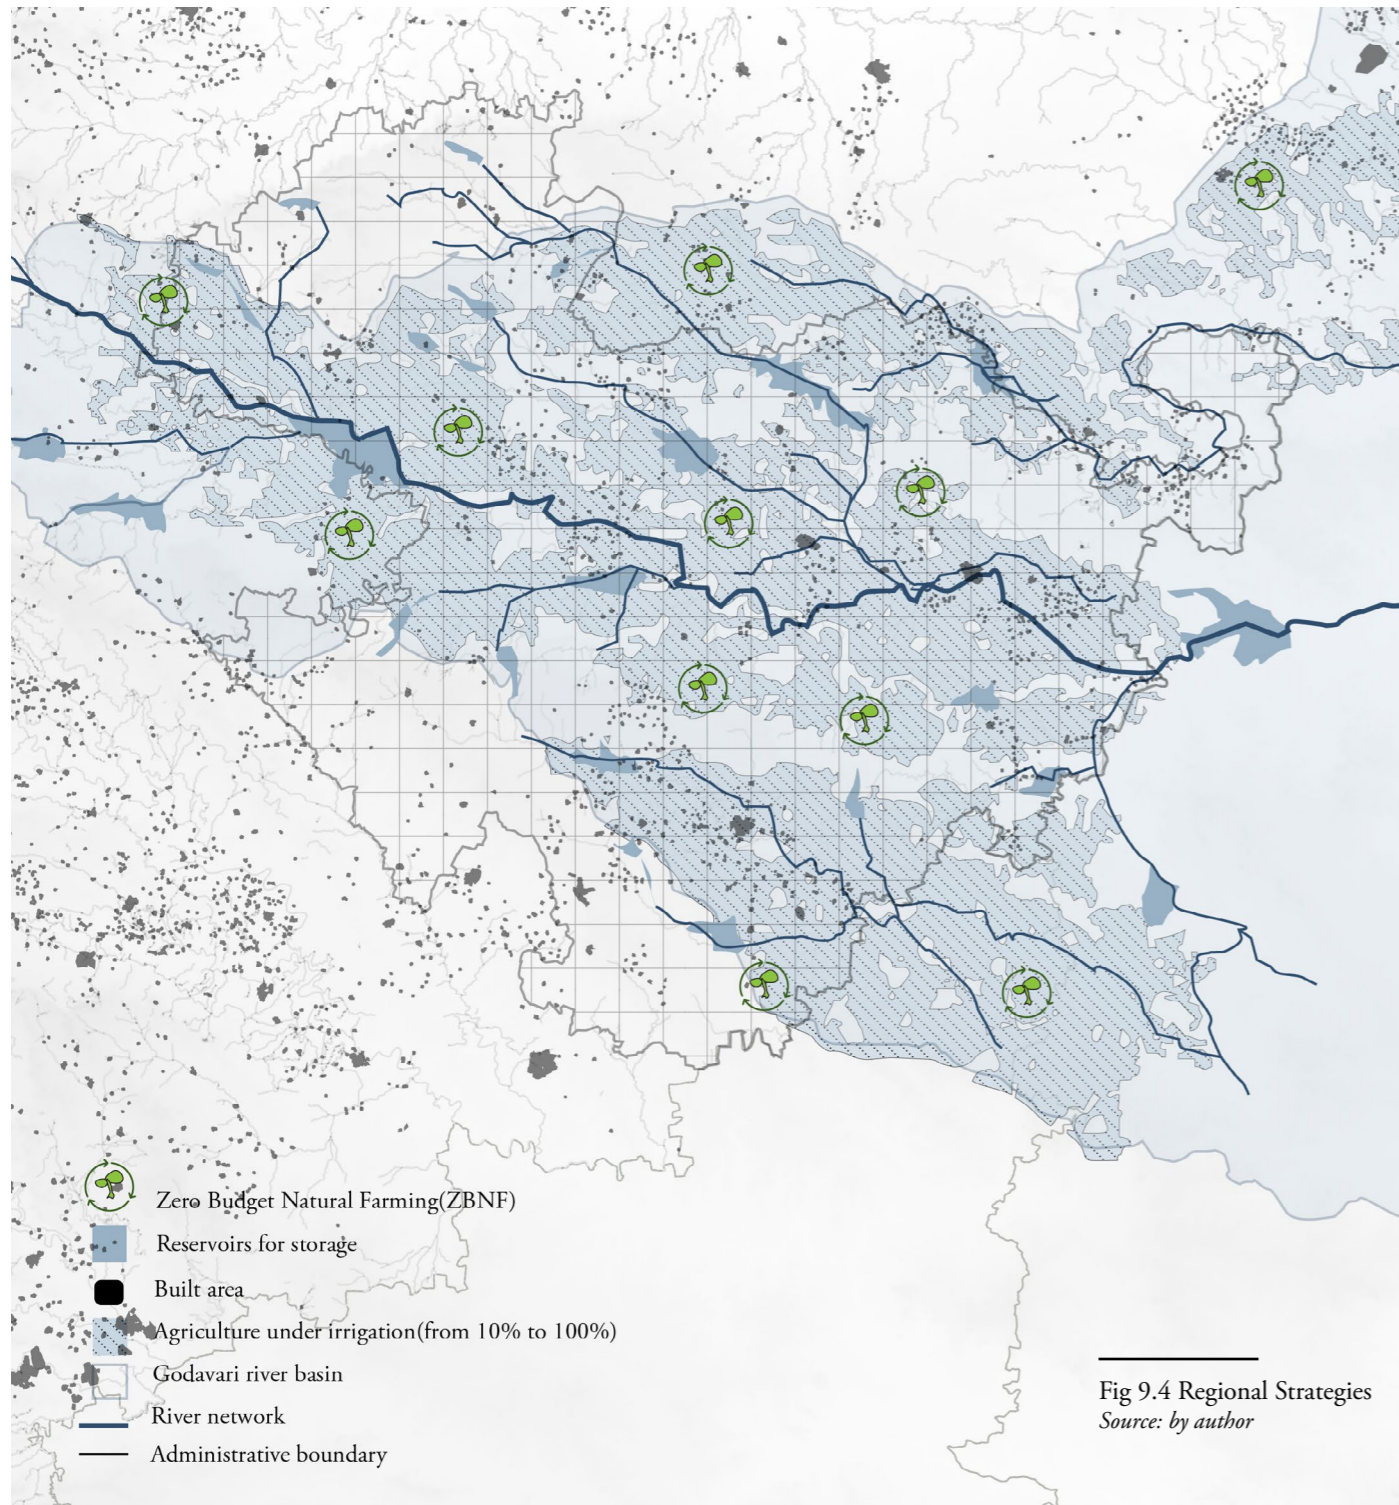 Zero Budget Natural Farming(ZBNF)
Reservoirs for storage
Built area
Agriculture under irrigation(from 10% to 100%)
Godavari river basin
River network
Administrative boundary
Fig 9.4 Regional Strategies
Source: by author